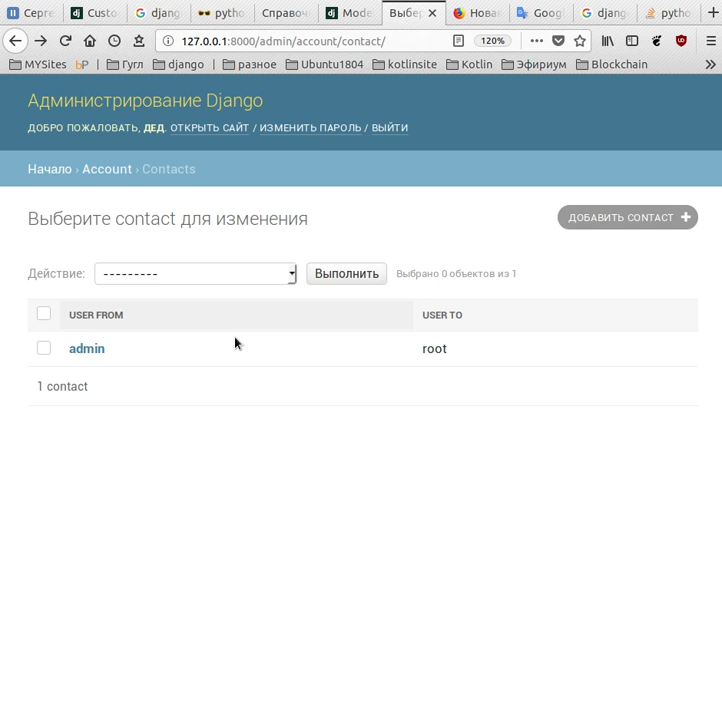 Серге Custo djang pytho Справоч Mode Выбер Новая Goog djang pytho
127.0.0.1:8000/admin/account/contact/ 120%
MYSites bP | Гугл django | разное Ubuntu1804 kotlinsite Kotlin Эфириум Blockchain
Администрирование Django
ДОБРО ПОЖАЛОВАТЬ, ДЕД. ОТКРЫТЬ САЙТ / ИЗМЕНИТЬ ПАРОЛЬ / ВЫЙТИ
Начало › Account › Contacts
Выберите contact для изменения
ДОБАВИТЬ CONTACT
Действие: --------- Выполнить Выбрано 0 объектов из 1
USER FROM USER TO
admin root
1 contact